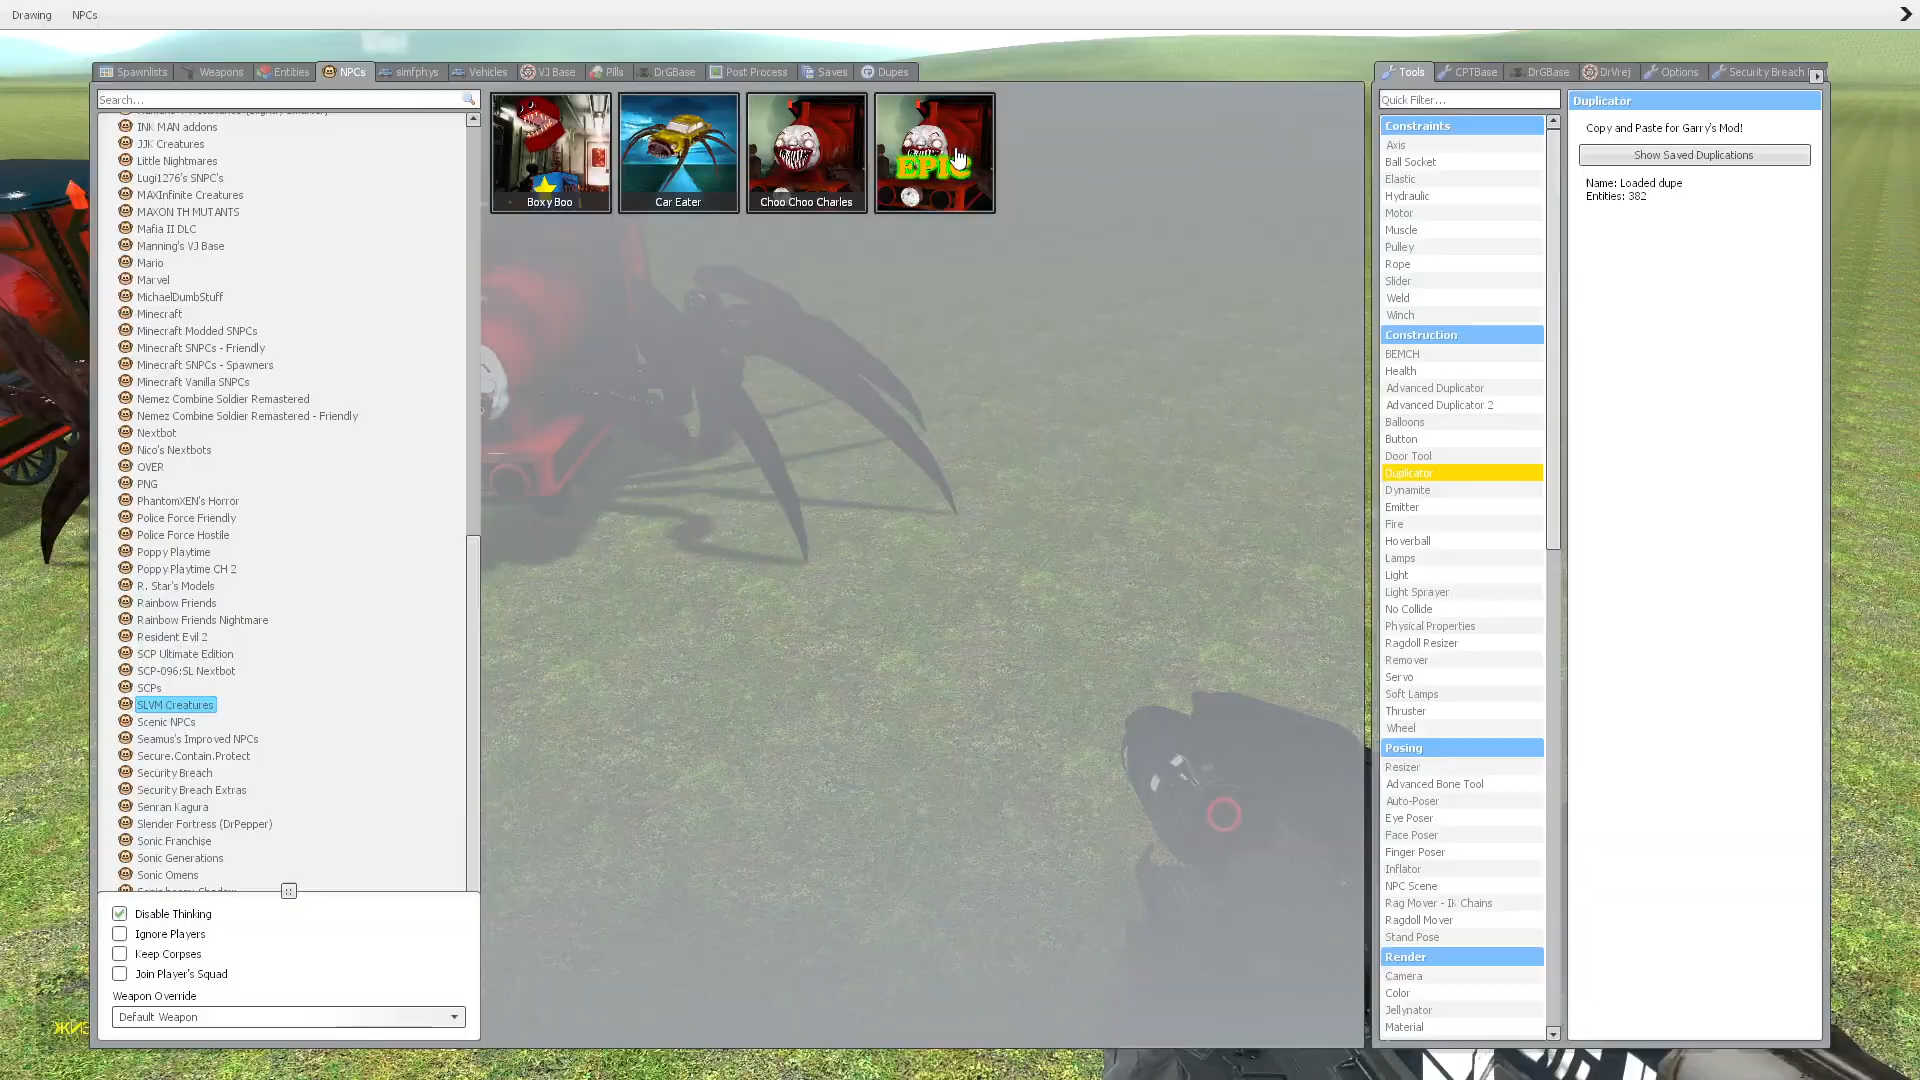 Drawing
NPCs
Spawnlists
Weapons
Entities
NPCs
simfphys
Vehicles
VJ Base
Pills
DrGBase
Post Process
Saves
Dupes
Search...
INK MAN addons
JJK Creatures
Little Nightmares
Lugi1276's SNPC's
MAXInfinite Creatures
MAXON TH MUTANTS
Mafia II DLC
Manning's VJ Base
Mario
Marvel
MichaelDumbStuff
Minecraft
Minecraft Modded SNPCs
Minecraft SNPCs - Friendly
Minecraft SNPCs - Spawners
Minecraft Vanilla SNPCs
Nemez Combine Soldier Remastered
Nemez Combine Soldier Remastered - Friendly
Nextbot
Nico's Nextbots
OVER
PNG
PhantomXEN's Horror
Police Force Friendly
Police Force Hostile
Poppy Playtime
Poppy Playtime CH 2
R. Star's Models
Rainbow Friends
Rainbow Friends Nightmare
Resident Evil 2
SCP Ultimate Edition
SCP-096;SL Nextbot
SCPs
SLVM Creatures
Scenic NPCs
Seamus's Improved NPCs
Secure.Contain.Protect
Security Breach
Security Breach Extras
Senran Kagura
Slender Fortress (DrPepper)
Sonic Franchise
Sonic Generations
Sonic Omens
Disable Thinking
Ignore Players
Keep Corpses
Join Player's Squad
Weapon Override
Default Weapon
Boxy Boo
Car Eater
Choo Choo Charles
EPIC
Tools
CPTBase
DrGBase
DrVrej
Options
Security Breach
Quick Filter...
Constraints
Axis
Ball Socket
Elastic
Hydraulic
Motor
Muscle
Pulley
Rope
Slider
Weld
Winch
Construction
BEMCH
Health
Advanced Duplicator
Advanced Duplicator 2
Balloons
Button
Door Tool
Duplicator
Dynamite
Emitter
Fire
Hoverball
Lamps
Light
Light Sprayer
No Collide
Physical Properties
Ragdoll Resizer
Remover
Servo
Soft Lamps
Thruster
Wheel
Posing
Resizer
Advanced Bone Tool
Auto-Poser
Eye Poser
Face Poser
Finger Poser
Inflator
NPC Scene
Rag Mover - IK Chains
Ragdoll Mover
Stand Pose
Render
Camera
Color
Jellynator
Material
Duplicator
Copy and Paste for Garry's Mod!
Show Saved Duplications
Name: Loaded dupe
Entities: 382